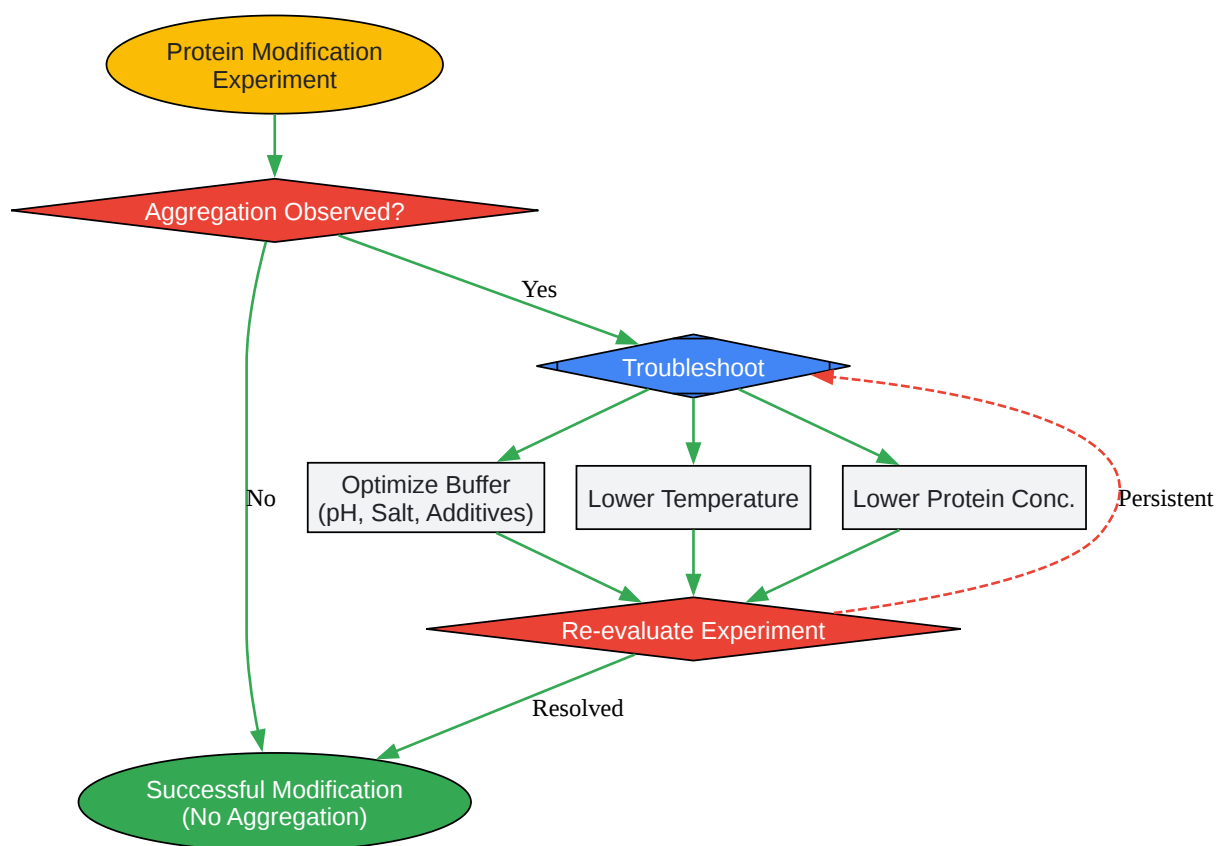 Protein Modification
Experiment
Aggregation Observed?
Yes
Troubleshoot
Optimize Buffer
(pH, Salt, Additives)
Lower Temperature
Lower Protein Conc.
No
Persistent
Re-evaluate Experiment
Resolved
Successful Modification
(No Aggregation)